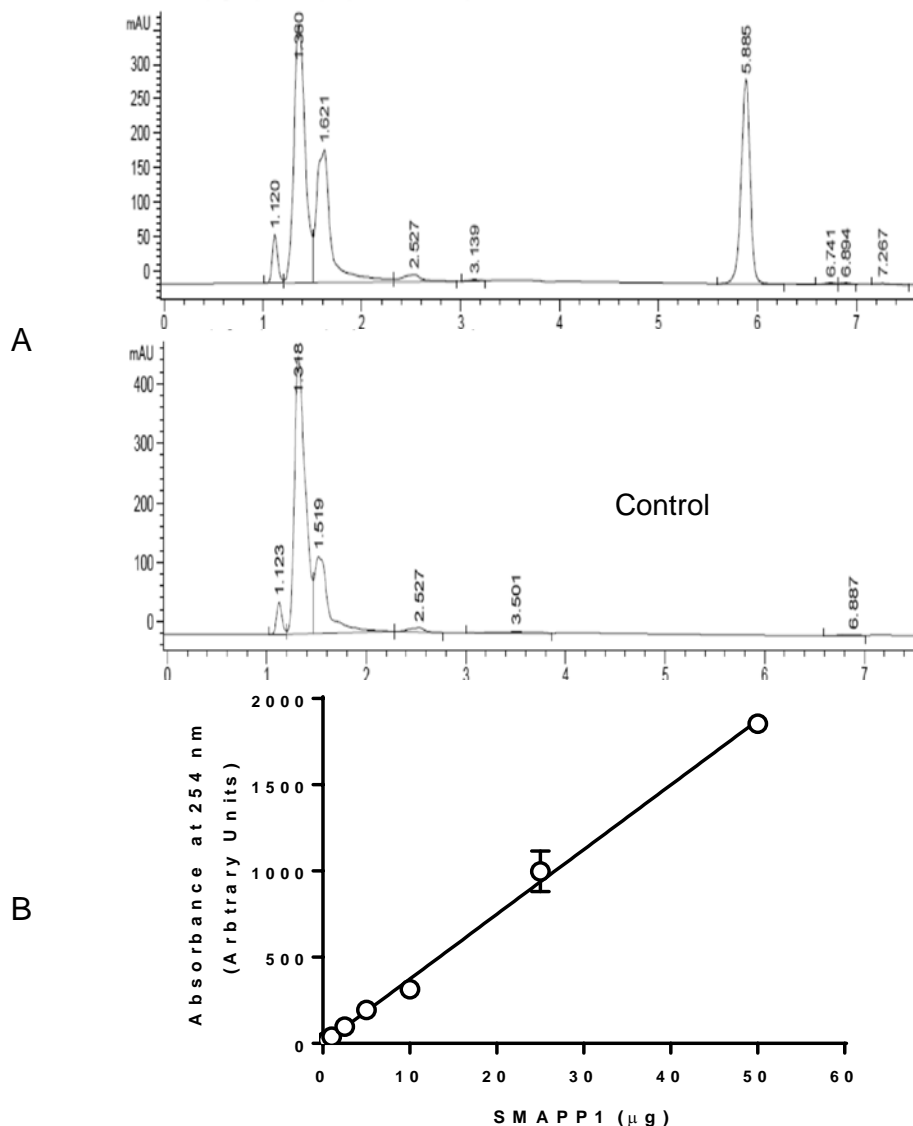 mAU
300
250
200
150
100
50
0
1.120
1.360
1.621
2.527
3.139
5.885
6.741
6.894
7.267
0 1 2 3 4 5 6 7
A
mAU
400
300
200
100
0
1.123
1.318
1.519
2.527
3.501
6.887
Control
0 1 2 3 4 5 6 7
B
Absorbance at 254 nm
(Arbtrary Units)
2000
1500
1000
500
0
0 10 20 30 40 50 60
SMAPP1 (μg)